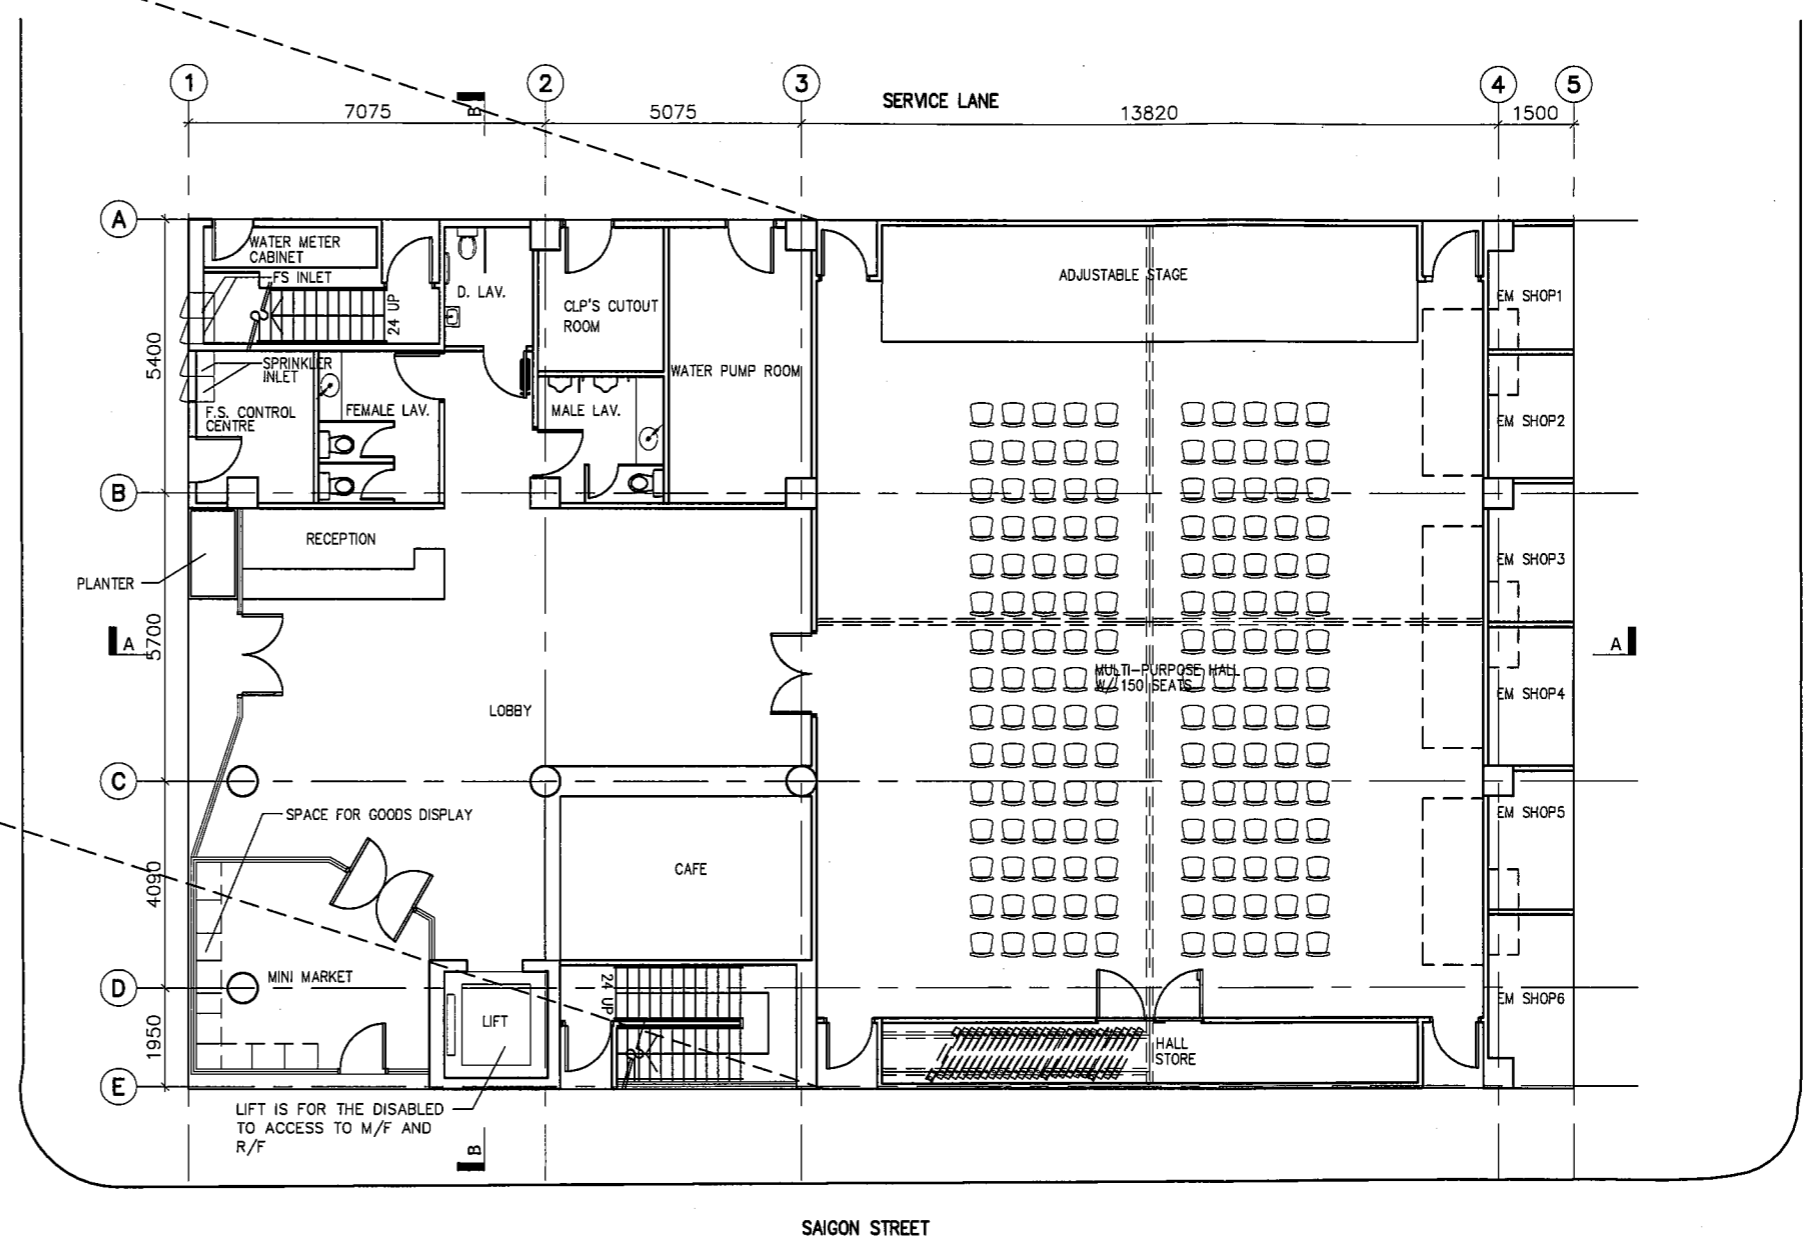 1
2
3
4
5
SERVICE LANE
7075
B
5075
13820
1500
A
WATER METER
CABINET
FS INLET
24 UP
D. LAV.
CLP'S CUTOUT
ROOM
ADJUSTABLE STAGE
EM SHOP1
5400
SPRINKLER
INLET
WATER PUMP ROOM
F.S. CONTROL
CENTRE
FEMALE LAV.
MALE LAV.
EM SHOP2
B
RECEPTION
EM SHOP3
PLANTER
A
5700
A
MULTI-PURPOSE HALL
W/ 150 SEATS
EM SHOP4
LOBBY
C
SPACE FOR GOODS DISPLAY
EM SHOP5
4090
CAFE
D
MINI MARKET
24 UP
EM SHOP6
LIFT
1950
HALL
STORE
E
LIFT IS FOR THE DISABLED
TO ACCESS TO M/F AND
R/F
B
SAIGON STREET